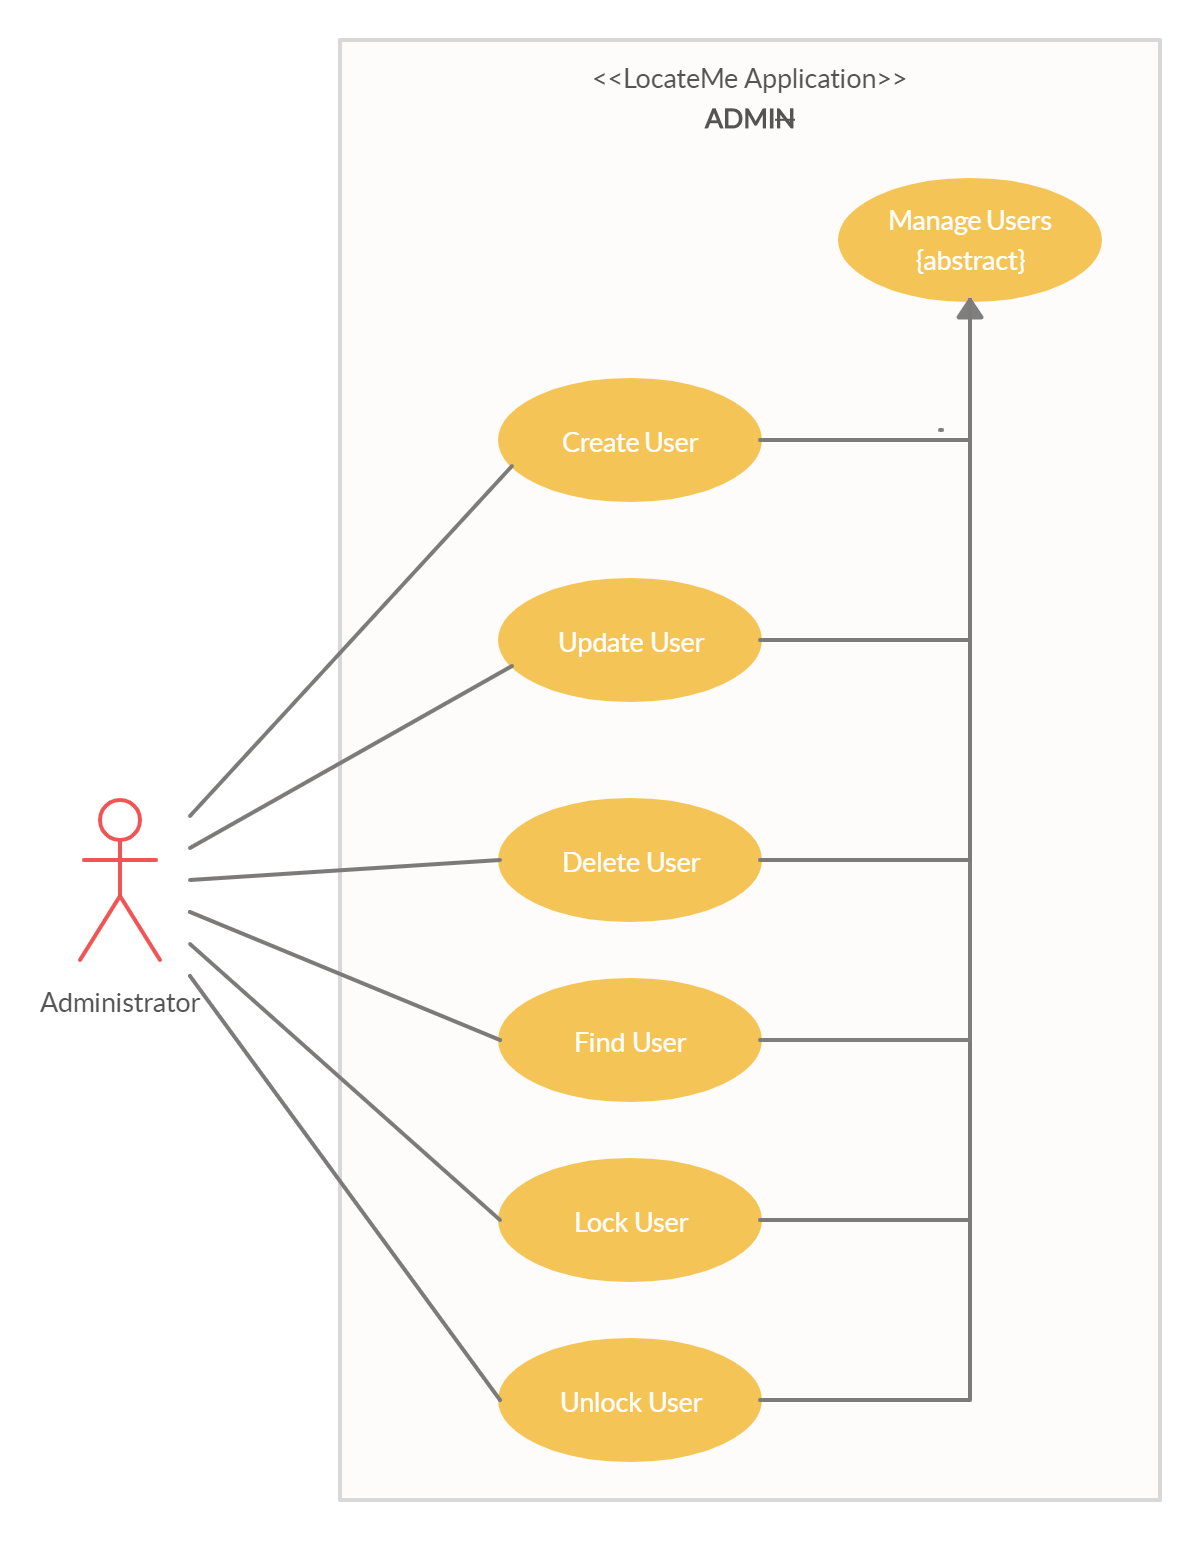 <<LocateMe Application>>
ADMIN
Manage Users
{abstract}
Create User
Update User
Delete User
Find User
Lock User
Unlock User
Administrator